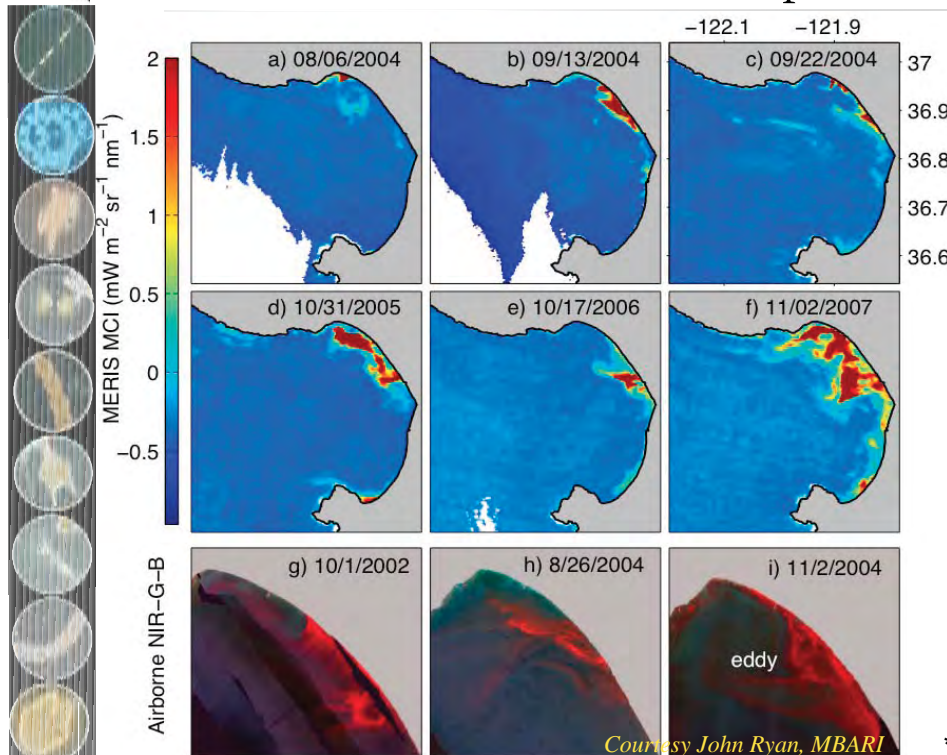 −122.1 −121.9
a) 08/06/2004
b) 09/13/2004
c) 09/22/2004
37
36.9
36.8
36.7
36.6
2
1.5
1
0.5
0
−0.5
MERIS MCI (mW m⁻² sr⁻¹ nm⁻¹)
d) 10/31/2005
e) 10/17/2006
f) 11/02/2007
Airborne NIR−G−B
g) 10/1/2002
h) 8/26/2004
i) 11/2/2004
eddy
Courtesy John Ryan, MBARI